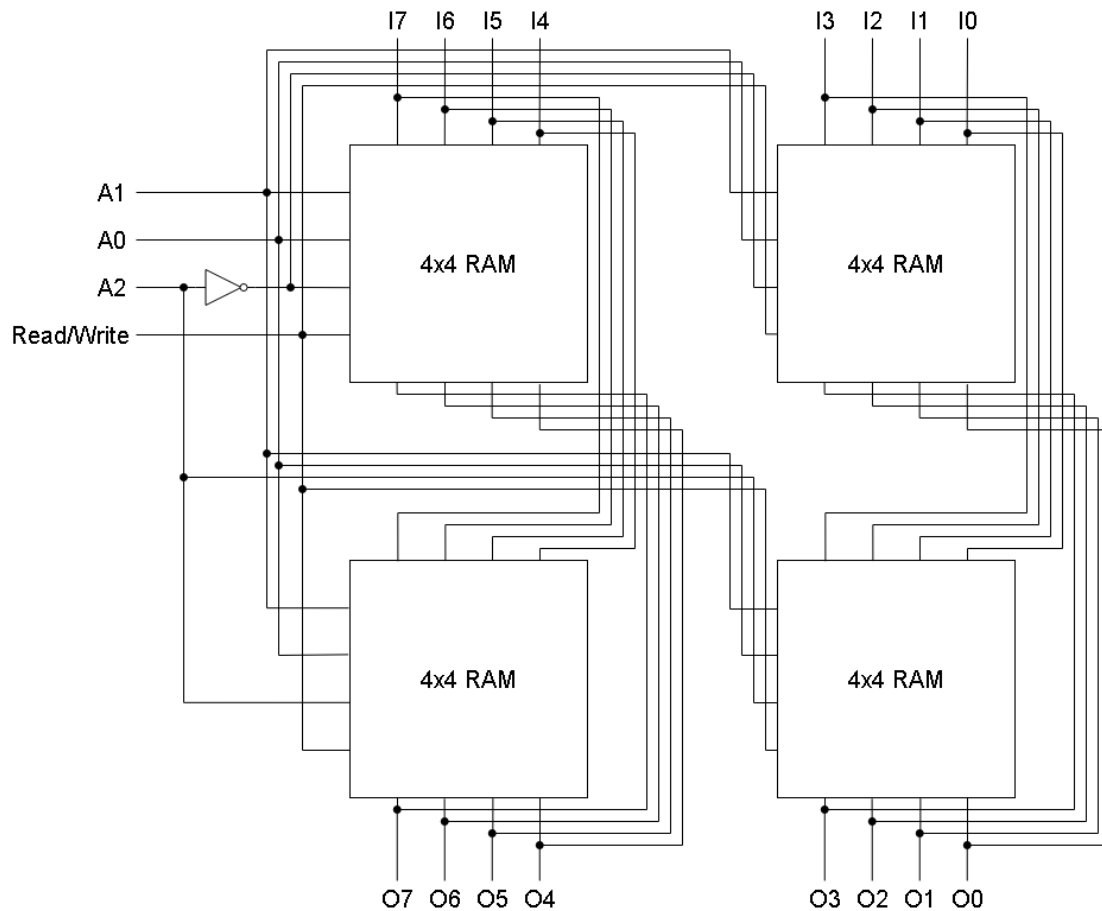 I7 I6 I5 I4 I3 I2 I1 I0
A1
A0
4x4 RAM 4x4 RAM
A2
Read/Write
4x4 RAM 4x4 RAM
O7 O6 O5 O4 O3 O2 O1 O0